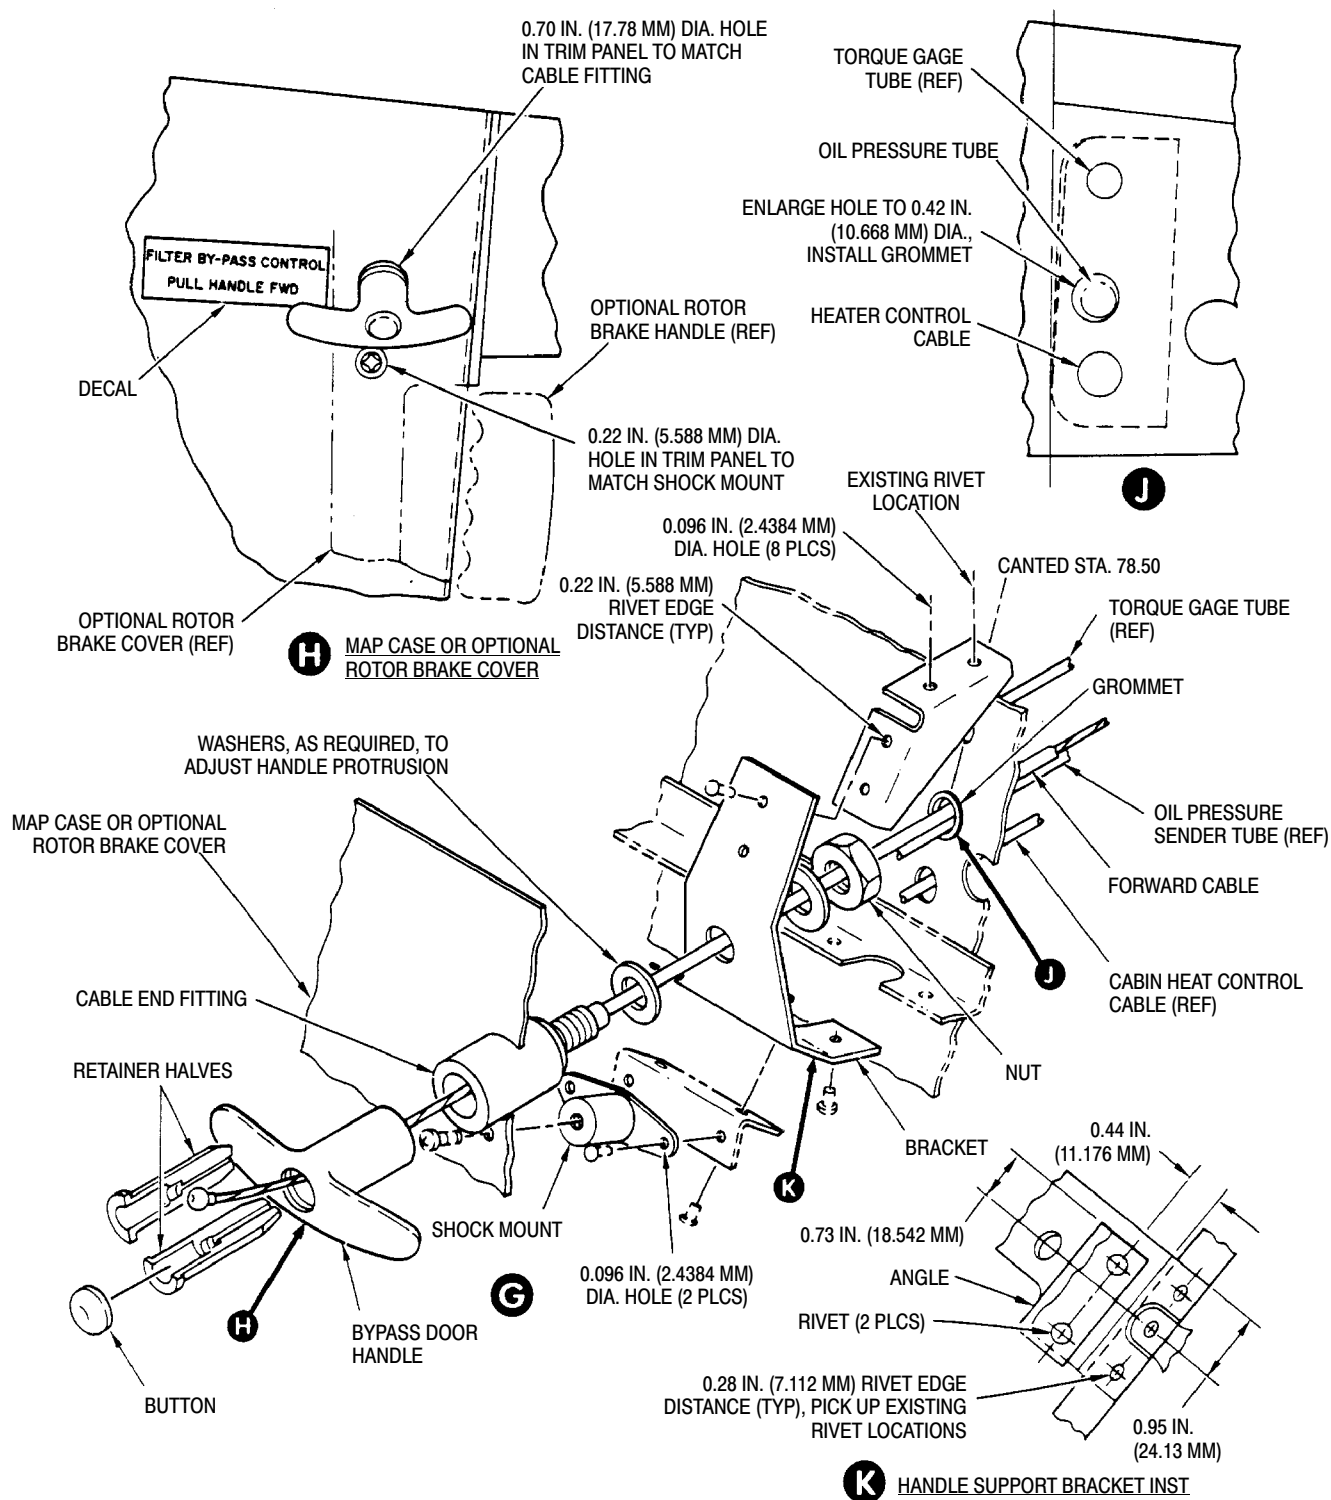 0.70 IN. (17.78 MM) DIA. HOLE
IN TRIM PANEL TO MATCH
CABLE FITTING
FILTER BY-PASS CONTROL
PULL HANDLE FWD
DECAL
OPTIONAL ROTOR
BRAKE HANDLE (REF)
0.22 IN. (5.588 MM) DIA.
HOLE IN TRIM PANEL TO
MATCH SHOCK MOUNT
OPTIONAL ROTOR
BRAKE COVER (REF)
H
MAP CASE OR OPTIONAL
ROTOR BRAKE COVER
TORQUE GAGE
TUBE (REF)
OIL PRESSURE TUBE
ENLARGE HOLE TO 0.42 IN.
(10.668 MM) DIA.,
INSTALL GROMMET
HEATER CONTROL
CABLE
J
EXISTING RIVET
LOCATION
0.096 IN. (2.4384 MM)
DIA. HOLE (8 PLCS)
0.22 IN. (5.588 MM)
RIVET EDGE
DISTANCE (TYP)
CANTED STA. 78.50
TORQUE GAGE TUBE
(REF)
GROMMET
OIL PRESSURE
SENDER TUBE (REF)
FORWARD CABLE
J
CABIN HEAT CONTROL
CABLE (REF)
NUT
BRACKET
K
WASHERS, AS REQUIRED, TO
ADJUST HANDLE PROTRUSION
MAP CASE OR OPTIONAL
ROTOR BRAKE COVER
CABLE END FITTING
RETAINER HALVES
SHOCK MOUNT
0.096 IN. (2.4384 MM)
DIA. HOLE (2 PLCS)
G
H
BYPASS DOOR
HANDLE
BUTTON
0.44 IN.
(11.176 MM)
0.73 IN. (18.542 MM)
ANGLE
RIVET (2 PLCS)
0.28 IN. (7.112 MM) RIVET EDGE
DISTANCE (TYP), PICK UP EXISTING
RIVET LOCATIONS
0.95 IN.
(24.13 MM)
K
HANDLE SUPPORT BRACKET INST